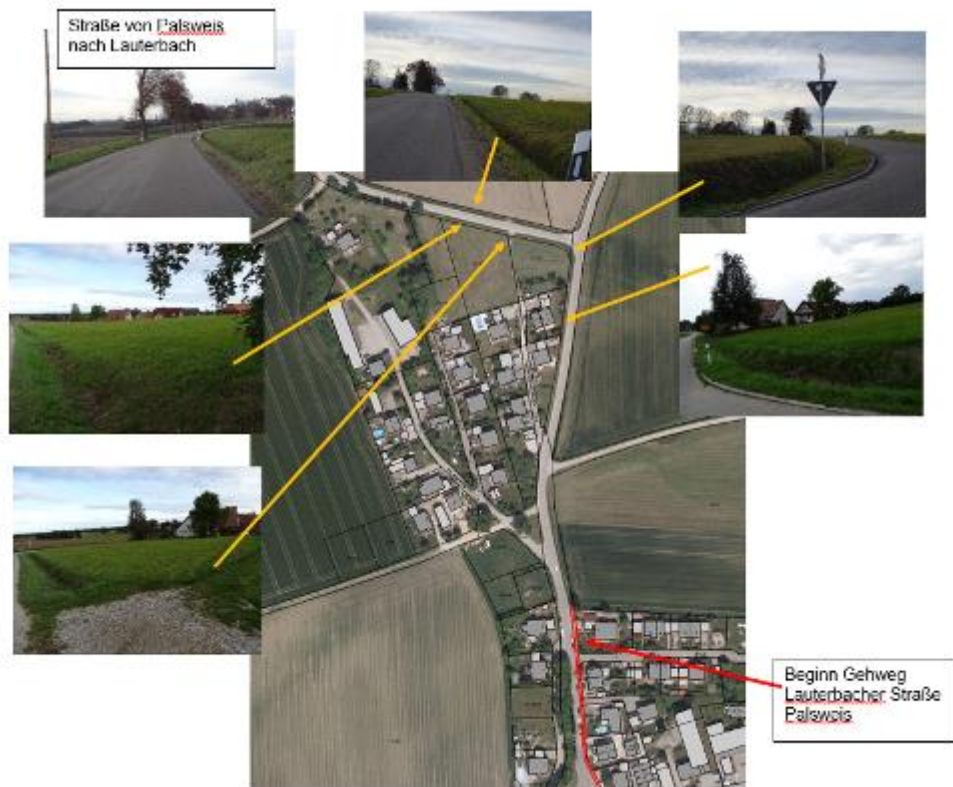 Straße von Palsweis
nach Lauterbach
Beginn Gehweg
Lauterbacher Straße
Palsweis